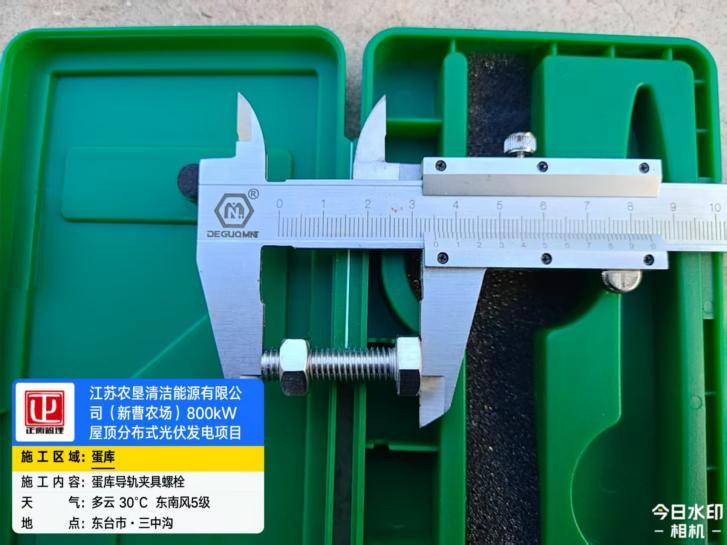 ®
M
DEGUOMNT
0 1 2 3 4 5 6 7 8 9 10
0 1 2 3 4 5 6 7 8 9
正衡管理
江苏农垦清洁能源有限公
司（新曹农场）800kW
屋顶分布式光伏发电项目
施工区域：蛋库
施工内容：蛋库导轨夹具螺栓
天气：多云 30℃ 东南风5级
地点：东台市·三中沟
今日水印
-相机-